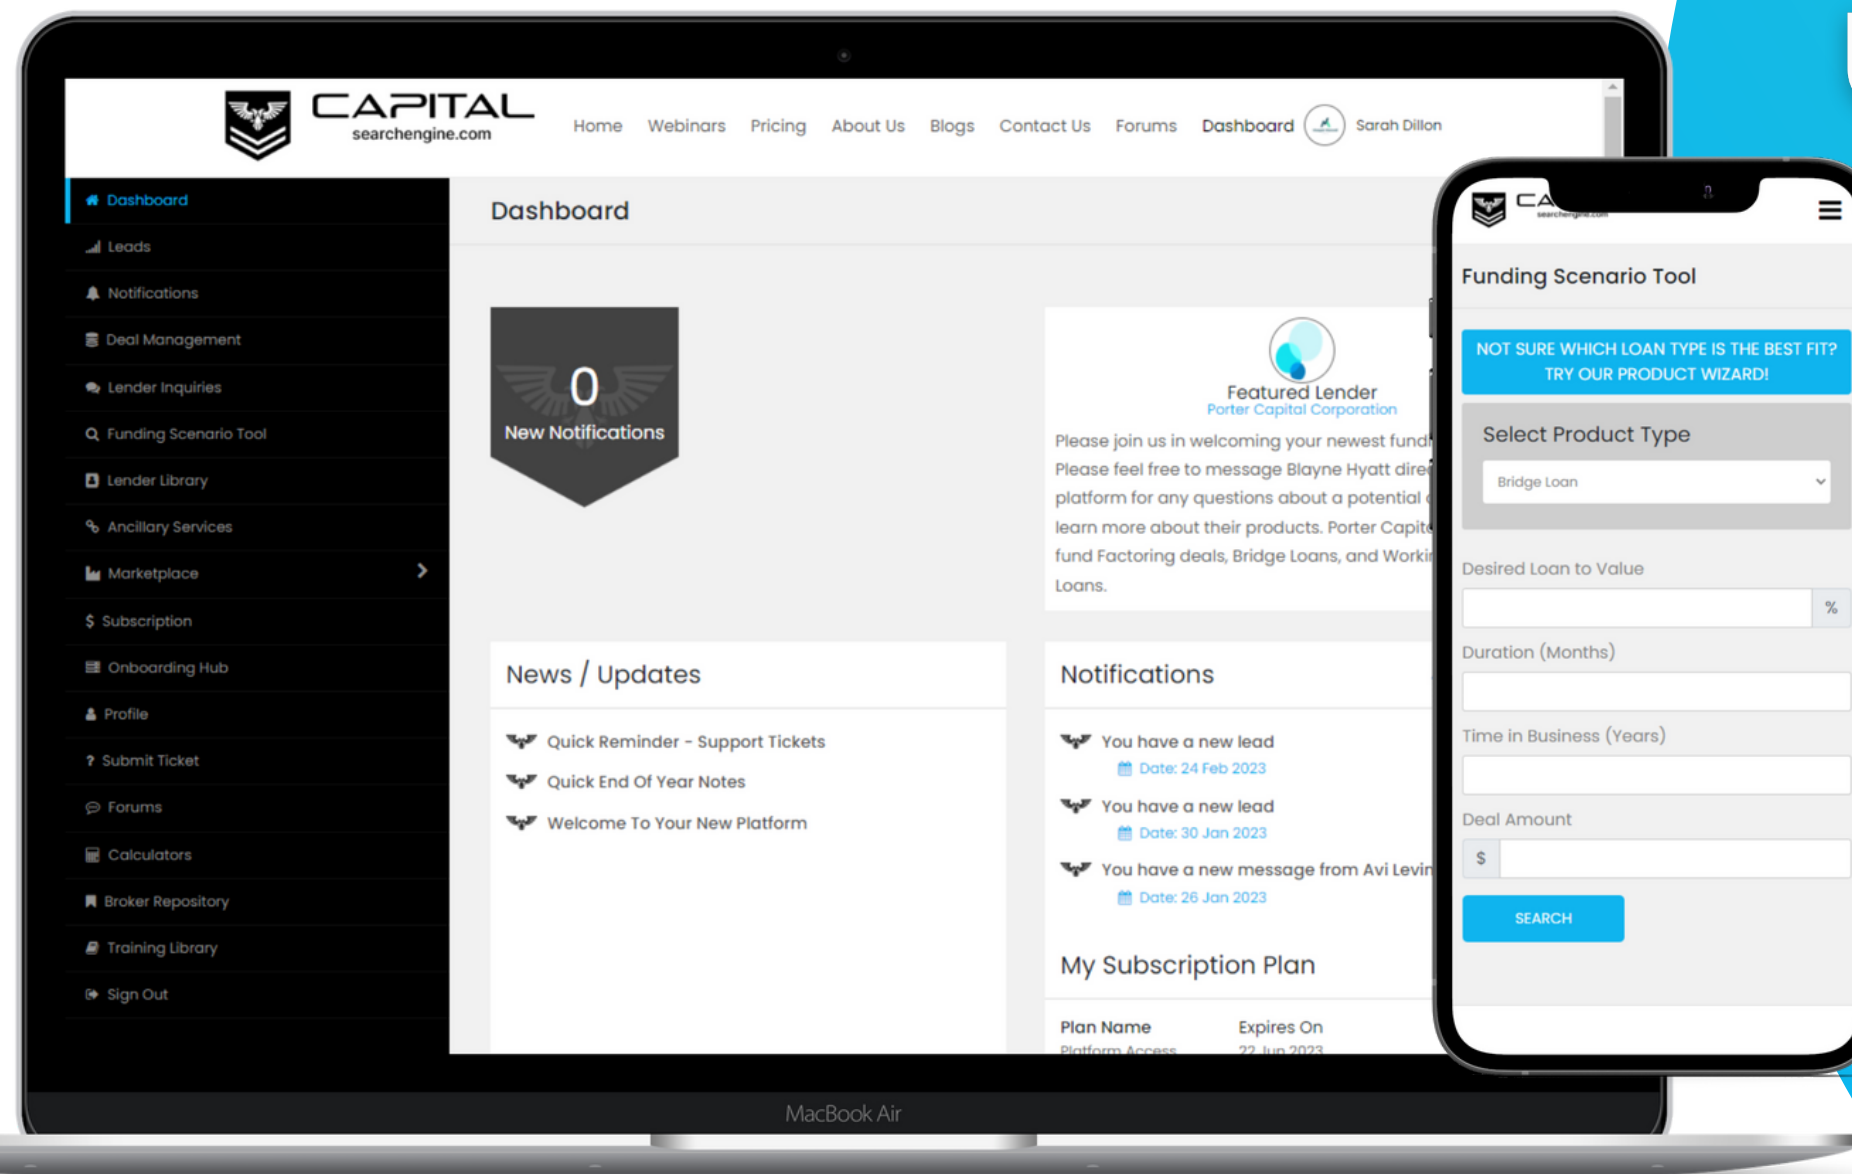 CAPITAL
searchengine.com
Home Webinars Pricing About Us Blogs Contact Us Forums Dashboard Sarah Dillon
Dashboard
Leads
Notifications
Deal Management
Lender Inquiries
Funding Scenario Tool
Lender Library
Ancillary Services
Marketplace
$ Subscription
Onboarding Hub
Profile
? Submit Ticket
Forums
Calculators
Broker Repository
Training Library
Sign Out
Dashboard
0
New Notifications
Featured Lender
Porter Capital Corporation
Please join us in welcoming your newest
Please feel free to message Blayne Hyatt
platform for any questions about a potential
learn more about their products. Porter
fund Factoring deals, Bridge Loans, and
Loans.
News / Updates
Quick Reminder - Support Tickets
Quick End Of Year Notes
Welcome To Your New Platform
Notifications
You have a new lead
Date: 24 Feb 2023
You have a new lead
Date: 30 Jan 2023
You have a new message from Avi Levin
Date: 26 Jan 2023
My Subscription Plan
Plan Name Expires On
Platform Access 22 Jun 2023
MacBook Air
CA
searchengine.com
Funding Scenario Tool
NOT SURE WHICH LOAN TYPE IS THE BEST FIT?
TRY OUR PRODUCT WIZARD!
Select Product Type
Bridge Loan
Desired Loan to Value
%
Duration (Months)
Time in Business (Years)
Deal Amount
$
SEARCH